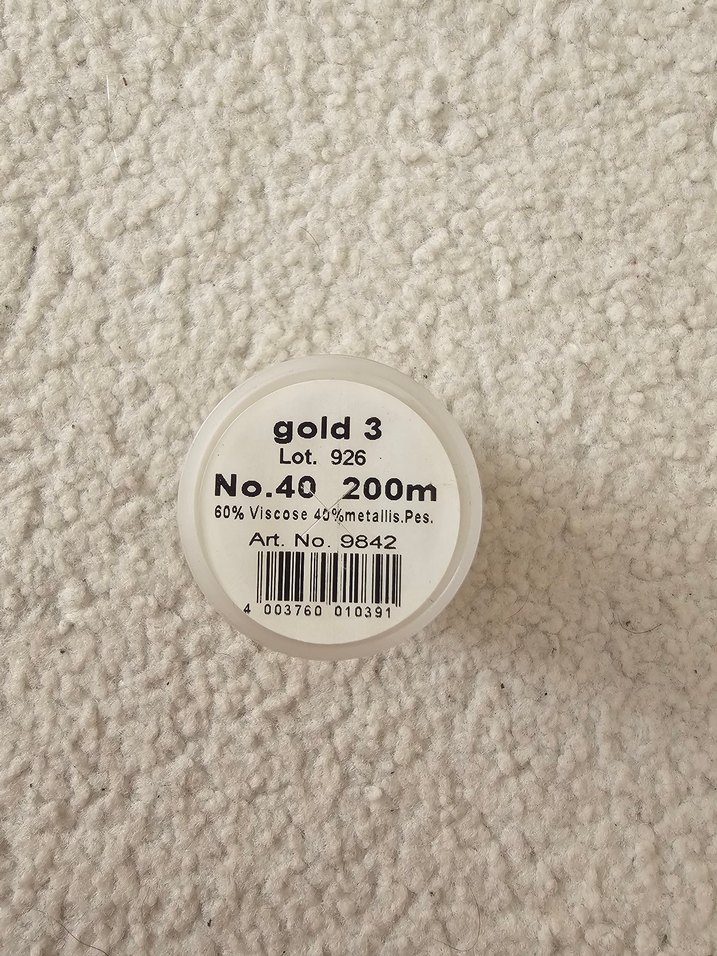 gold 3
Lot. 926
No.40 200m
60% Viscose 40%metallis.Pes.
Art. No. 9842
4 003760 010391